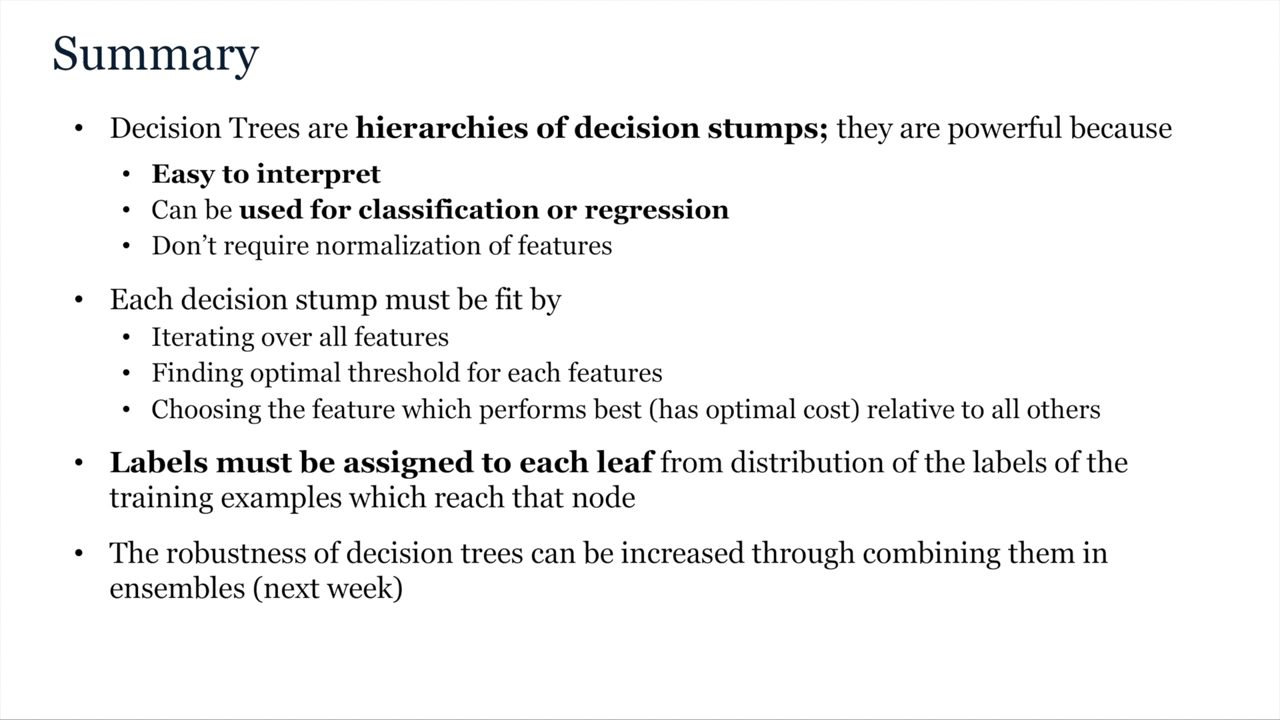 Summary
• Decision Trees are hierarchies of decision stumps; they are powerful because
• Easy to interpret
• Can be used for classification or regression
• Don’t require normalization of features
• Each decision stump must be fit by
• Iterating over all features
• Finding optimal threshold for each features
• Choosing the feature which performs best (has optimal cost) relative to all others
• Labels must be assigned to each leaf from distribution of the labels of the
training examples which reach that node
• The robustness of decision trees can be increased through combining them in
ensembles (next week)